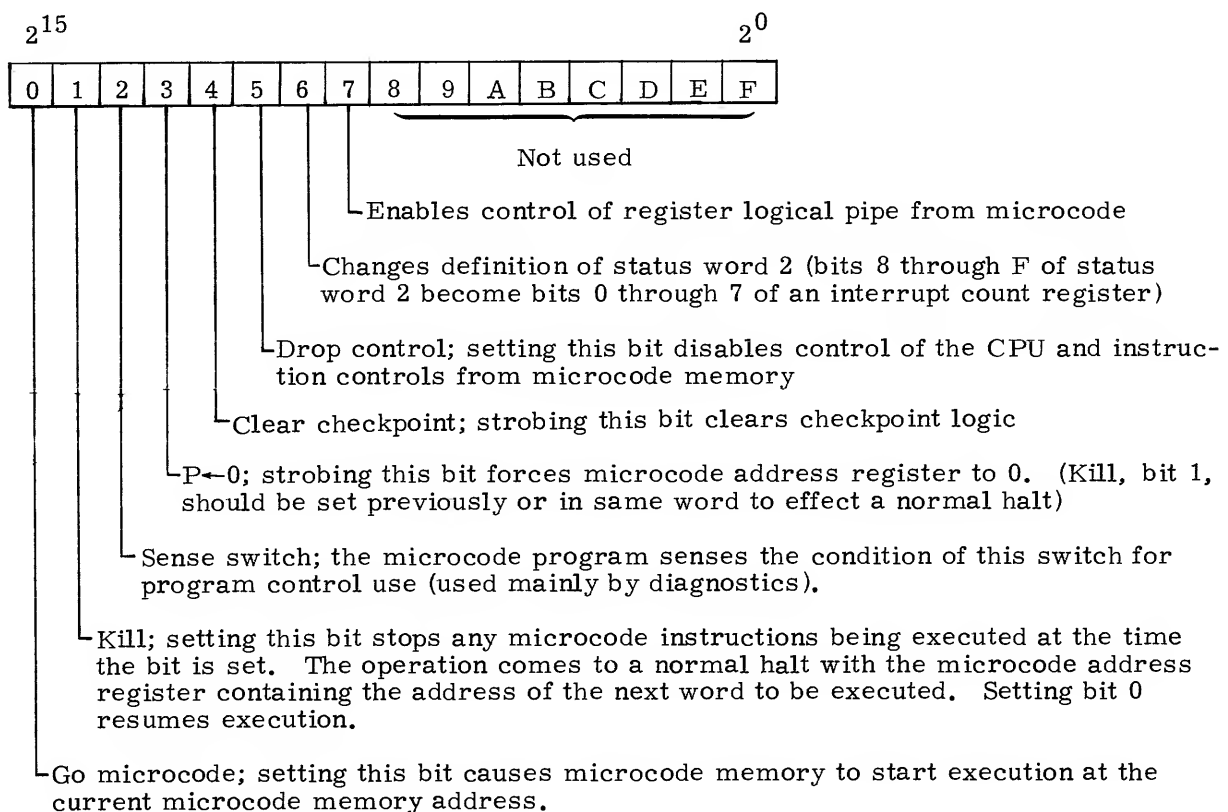 2^15 2^0
0 1 2 3 4 5 6 7 8 9 A B C D E F
Not used
Enables control of register logical pipe from microcode
Changes definition of status word 2 (bits 8 through F of status
word 2 become bits 0 through 7 of an interrupt count register)
Drop control; setting this bit disables control of the CPU and instruc-
tion controls from microcode memory
Clear checkpoint; strobing this bit clears checkpoint logic
P←0; strobing this bit forces microcode address register to 0. (Kill, bit 1,
should be set previously or in same word to effect a normal halt)
Sense switch; the microcode program senses the condition of this switch for
program control use (used mainly by diagnostics).
Kill; setting this bit stops any microcode instructions being executed at the time
the bit is set. The operation comes to a normal halt with the microcode address
register containing the address of the next word to be executed. Setting bit 0
resumes execution.
Go microcode; setting this bit causes microcode memory to start execution at the
current microcode memory address.